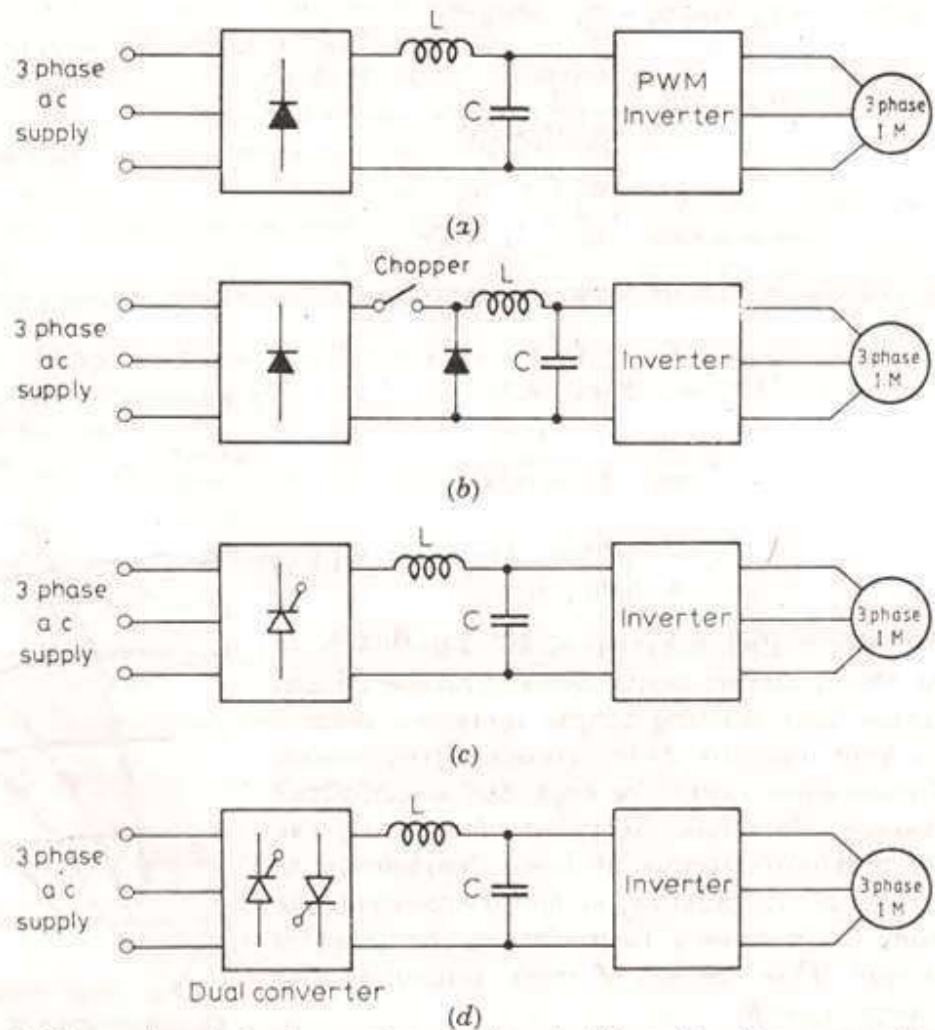 L
3 phase
a c
supply
C
PWM
Inverter
3 phase
I M
(a)
Chopper
L
3 phase
a c
supply
C
Inverter
3 phase
I M
(b)
L
3 phase
a c
supply
C
Inverter
3 phase
I M
(c)
L
3 phase
a c
supply
C
Inverter
3 phase
I M
Dual converter
(d)